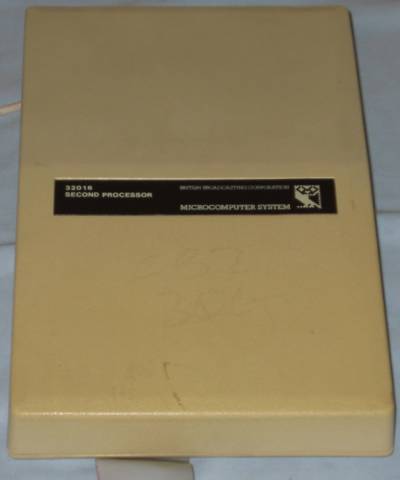 32016
SECOND PROCESSOR
BRITISH BROADCASTING CORPORATION
MICROCOMPUTER SYSTEM